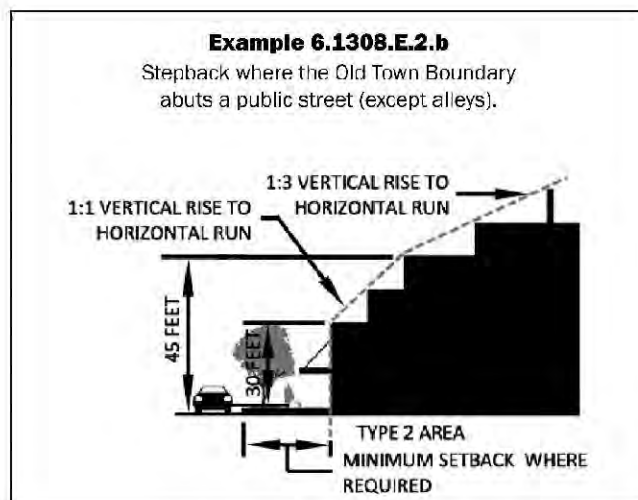 Example 6.1308.E.2.b
Stepback where the Old Town Boundary
abuts a public street (except alleys).
1:3 VERTICAL RISE TO
HORIZONTAL RUN
1:1 VERTICAL RISE TO
HORIZONTAL RUN
45 FEET
30 FEET
TYPE 2 AREA
MINIMUM SETBACK WHERE
REQUIRED